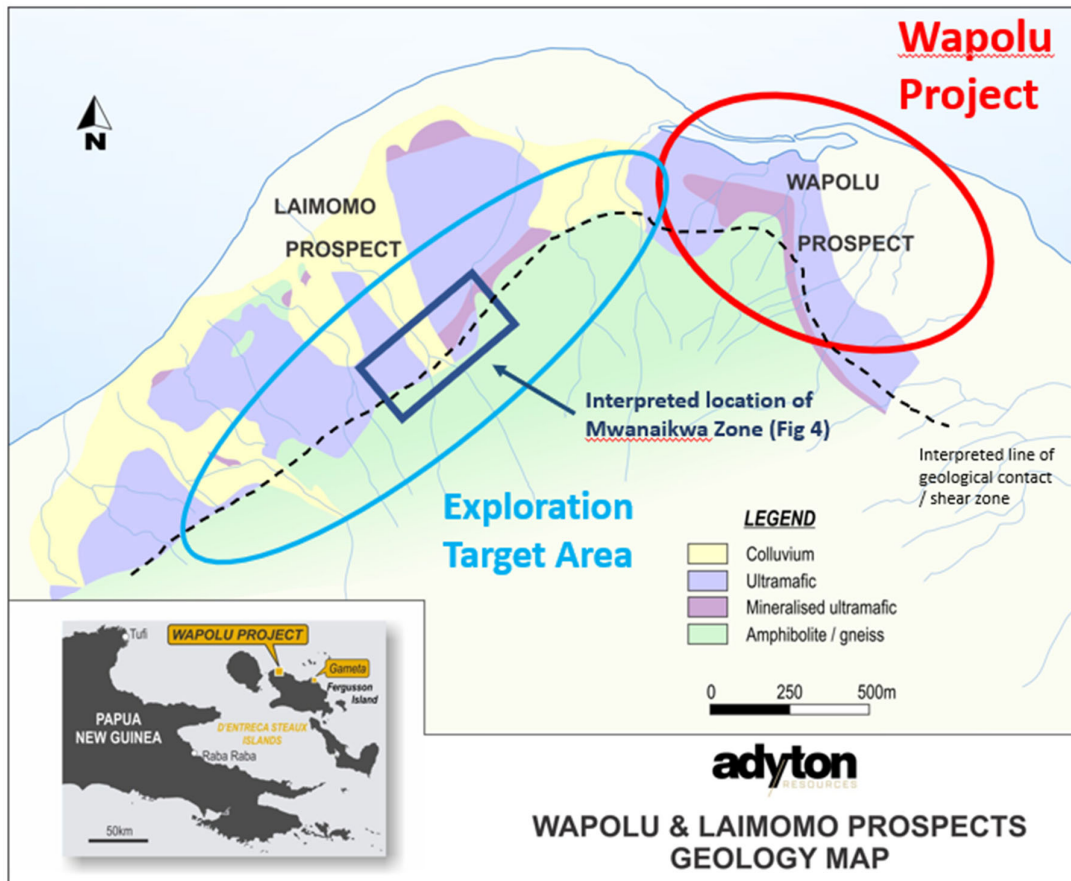 Wapolu
Project
N
LAIMOMO
PROSPECT
WAPOLU
PROSPECT
Interpreted location of
Mwanaikwa Zone (Fig 4)
Interpreted line of
geological contact
/ shear zone
Exploration
Target Area
LEGEND
Colluvium
Ultramafic
Mineralised ultramafic
Amphibolite / gneiss
0 250 500m
Tufi
WAPOLU PROJECT
Gameta
Fergusson
Island
PAPUA
NEW GUINEA
D'ENTRECA STEAUX
ISLANDS
Raba Raba
50km
adyton
RESOURCES
WAPOLU & LAIMOMO PROSPECTS
GEOLOGY MAP